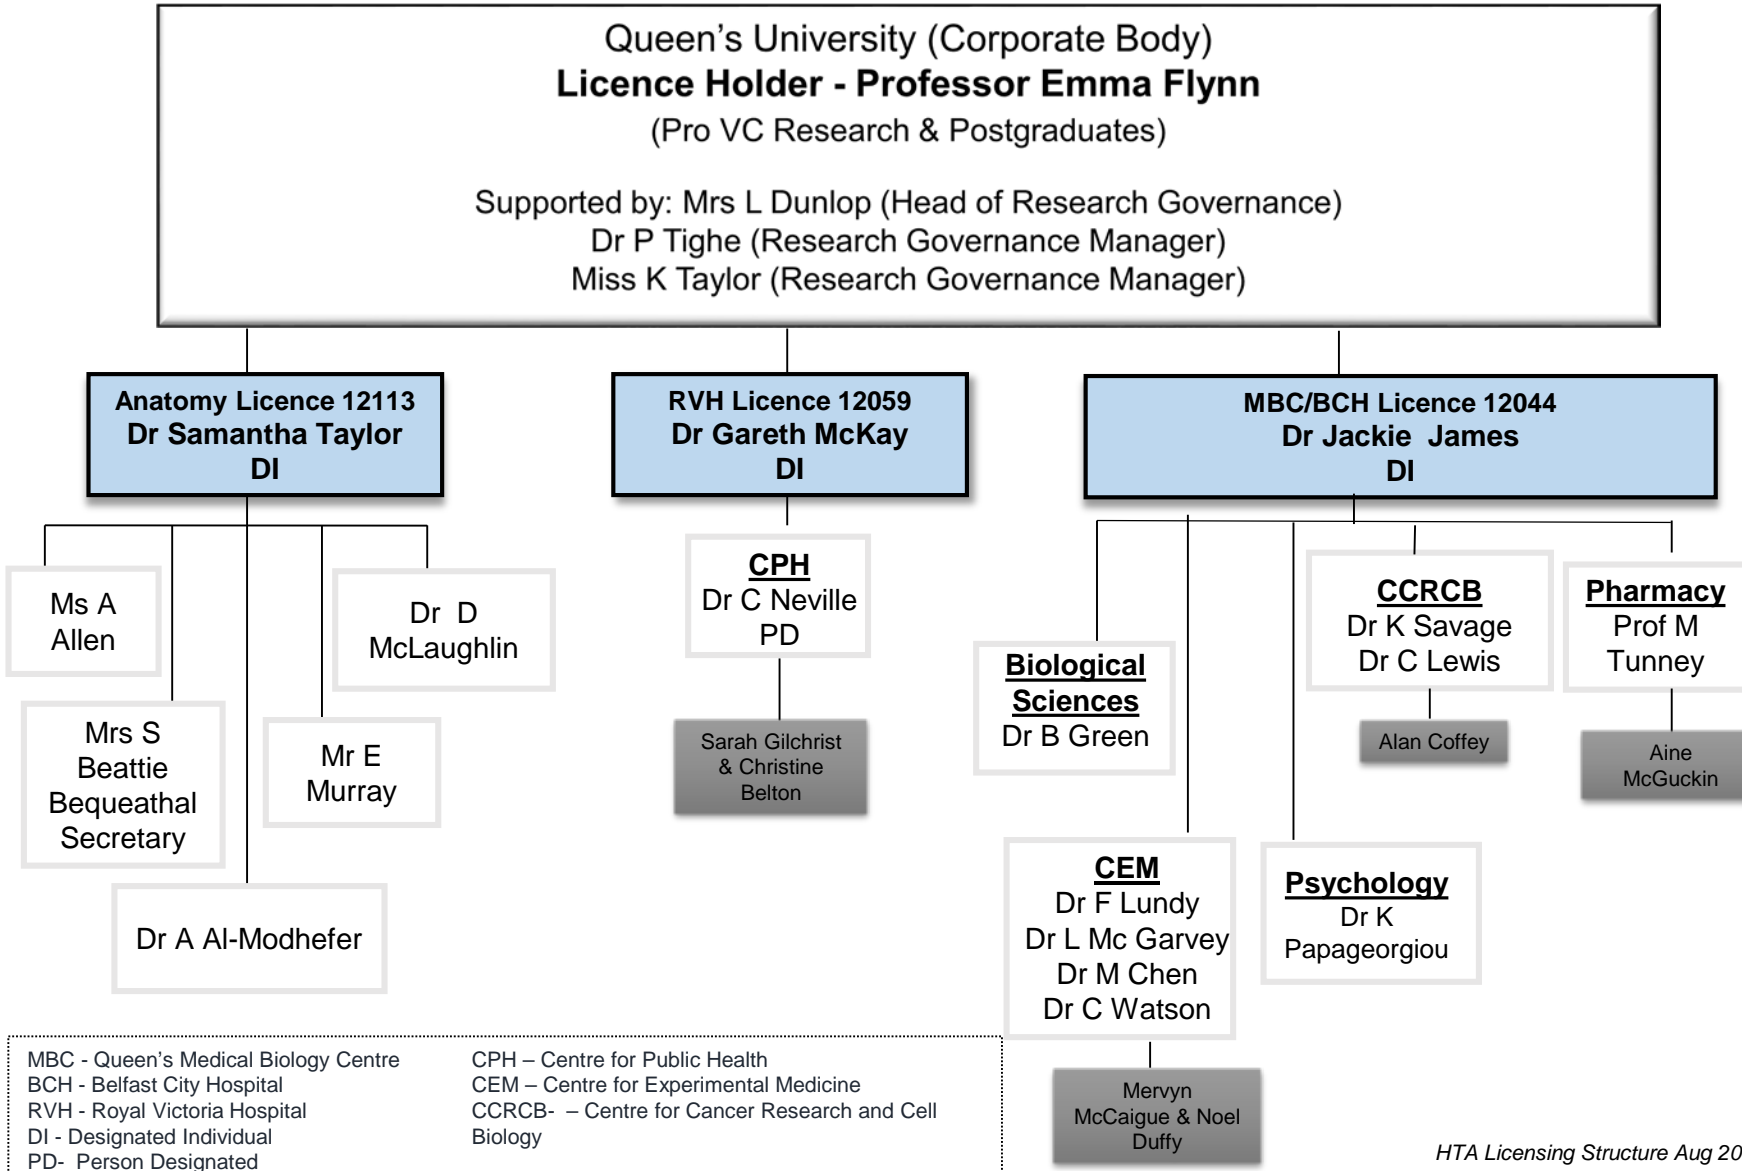 Queen's University (Corporate Body)
Licence Holder - Professor Emma Flynn
(Pro VC Research & Postgraduates)
Supported by: Mrs L Dunlop (Head of Research Governance)
Dr P Tighe (Research Governance Manager)
Miss K Taylor (Research Governance Manager)
Anatomy Licence 12113
Dr Samantha Taylor
DI
RVH Licence 12059
Dr Gareth McKay
DI
MBC/BCH Licence 12044
Dr Jackie James
DI
Ms A
Allen
Mrs S
Beattie
Bequeathal
Secretary
Dr A Al-Modhefer
Mr E
Murray
Dr D
McLaughlin
CPH
Dr C Neville
PD
Sarah Gilchrist
& Christine
Belton
Biological
Sciences
Dr B Green
CEM
Dr F Lundy
Dr L Mc Garvey
Dr M Chen
Dr C Watson
Mervyn
McCaigue & Noel
Duffy
Psychology
Dr K
Papageorgiou
CCRCB
Dr K Savage
Dr C Lewis
Alan Coffey
Pharmacy
Prof M
Tunney
Aine
McGuckin
MBC - Queen's Medical Biology Centre
BCH - Belfast City Hospital
RVH - Royal Victoria Hospital
DI - Designated Individual
PD- Person Designated
CPH – Centre for Public Health
CEM – Centre for Experimental Medicine
CCRCB- – Centre for Cancer Research and Cell
Biology
HTA Licensing Structure Aug 20